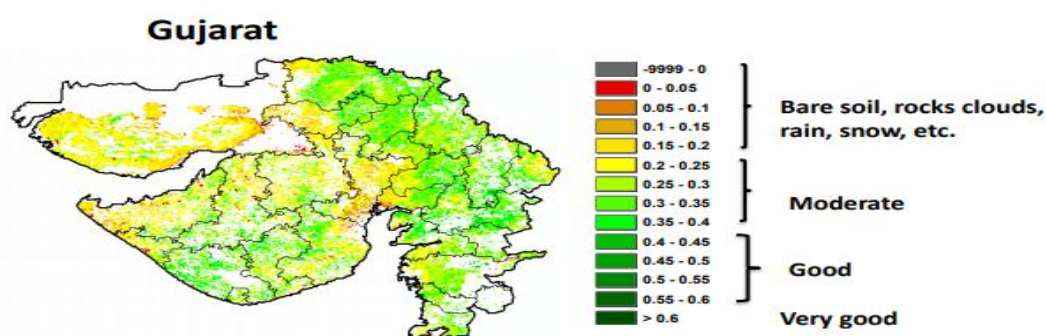 Gujarat
-9999 - 0
0 - 0.05
0.05 - 0.1
0.1 - 0.15
0.15 - 0.2
0.2 - 0.25
0.25 - 0.3
0.3 - 0.35
0.35 - 0.4
0.4 - 0.45
0.45 - 0.5
0.5 - 0.55
0.55 - 0.6
> 0.6
Bare soil, rocks clouds,
rain, snow, etc.
Moderate
Good
Very good